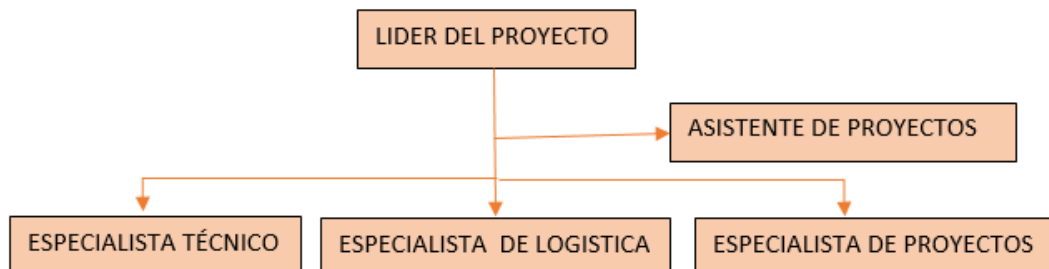 LIDER DEL PROYECTO
ASISTENTE DE PROYECTOS
ESPECIALISTA TÉCNICO
ESPECIALISTA DE LOGISTICA
ESPECIALISTA DE PROYECTOS